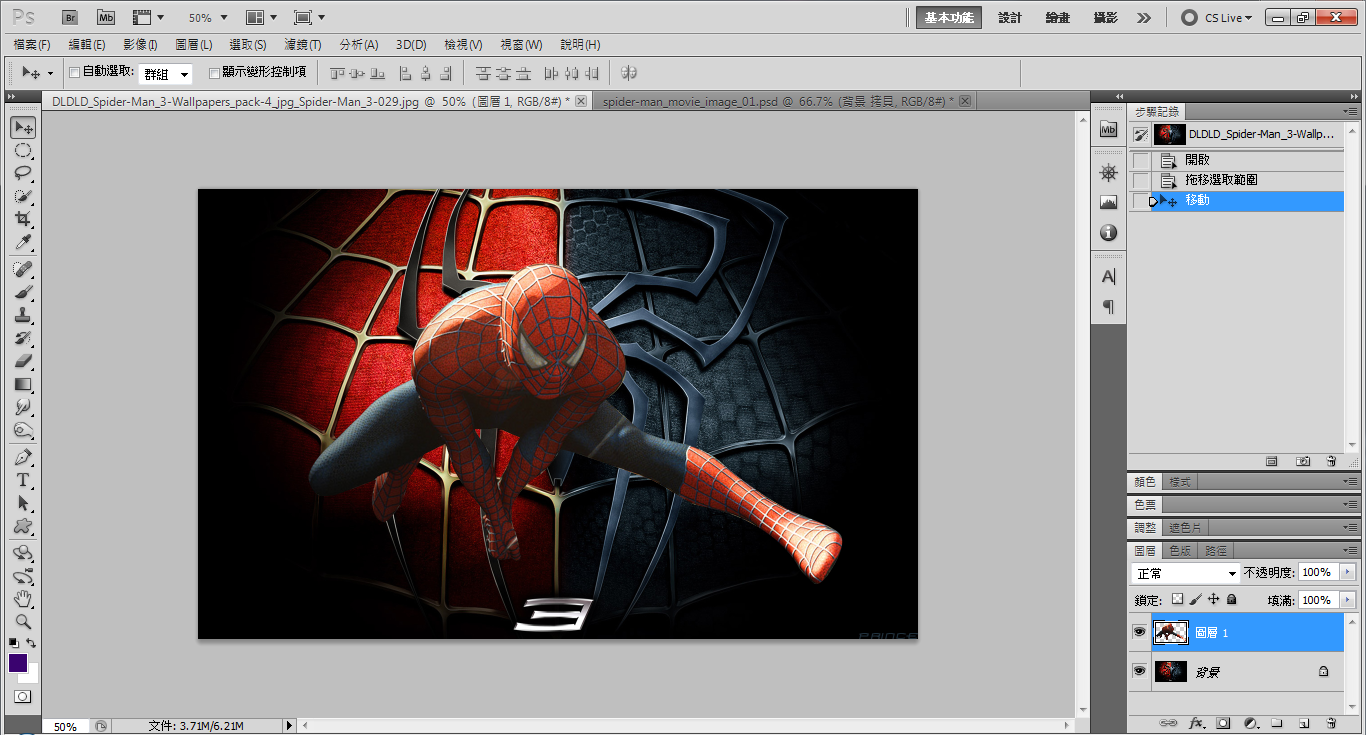 Ps Br Mb 50% 基本功能 設計 繪畫 攝影 CS Live
檔案(F) 編輯(E) 影像(I) 圖層(L) 選取(S) 濾鏡(T) 分析(A) 3D(D) 檢視(V) 視窗(W) 說明(H)
自動選取: 群組 顯示變形控制項
DLDLD_Spider-Man_3-Wallpapers_pack-4_jpg_Spider-Man_3-029.jpg @ 50% (圖層 1, RGB/8#) * spider-man_movie_image_01.psd @ 66.7% (背景 拷貝, RGB/8#) *
步驟記錄
Mb DLDLD_Spider-Man_3-Wallp...
開啟
拖移選取範圍
移動
顏色 樣式
色票
調整 遮色片
圖層 色版 路徑
正常 不透明度: 100%
鎖定: 填滿: 100%
圖層 1
背景
3
PRINCE
50% 文件: 3.71M/6.21M